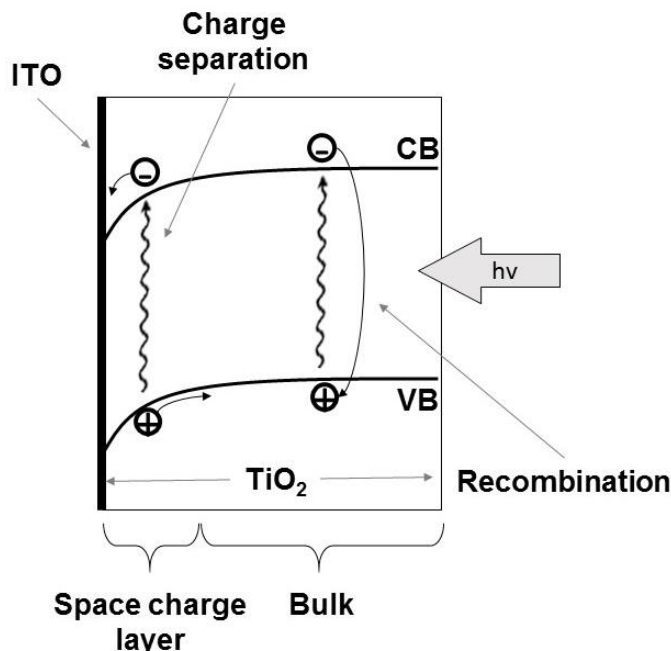 Charge
separation
ITO
CB
hv
VB
TiO₂
Recombination
Space charge
layer
Bulk